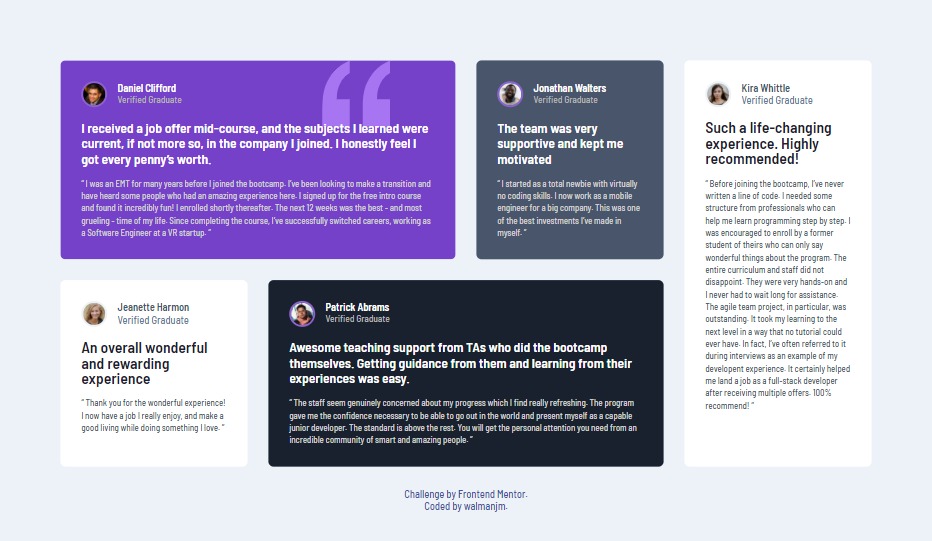 Daniel Clifford
Verified Graduate
I received a job offer mid-course, and the subjects I learned were
current, if not more so, in the company I joined. I honestly feel I
got every penny's worth.
“ I was an EMT for many years before I joined the bootcamp. I've been looking to make a transition and
have heard some people who had an amazing experience here. I signed up for the free intro course
and found it incredibly fun! I enrolled shortly thereafter. The next 12 weeks was the best - and most
grueling - time of my life. Since completing the course, I've successfully switched careers, working as
a Software Engineer at a VR startup. ”
Jonathan Walters
Verified Graduate
The team was very
supportive and kept me
motivated
“ I started as a total newbie with virtually
no coding skills. I now work as a mobile
engineer for a big company. This was one
of the best investments I've made in
myself. ”
Kira Whittle
Verified Graduate
Such a life-changing
experience. Highly
recommended!
“ Before joining the bootcamp, I've never
written a line of code. I needed some
structure from professionals who can
help me learn programming step by step. I
was encouraged to enroll by a former
student of theirs who can only say
wonderful things about the program. The
entire curriculum and staff did not
disappoint. They were very hands-on and
I never had to wait long for assistance.
The agile team project, in particular, was
outstanding. It took my learning to the
next level in a way that no tutorial could
ever have. In fact, I've often referred to it
during interviews as an example of my
developent experience. It certainly helped
me land a job as a full-stack developer
after receiving multiple offers. 100%
recommend! ”
Jeanette Harmon
Verified Graduate
An overall wonderful
and rewarding
experience
“ Thank you for the wonderful experience!
I now have a job I really enjoy, and make a
good living while doing something I love. ”
Patrick Abrams
Verified Graduate
Awesome teaching support from TAs who did the bootcamp
themselves. Getting guidance from them and learning from their
experiences was easy.
“ The staff seem genuinely concerned about my progress which I find really refreshing. The program
gave me the confidence necessary to be able to go out in the world and present myself as a capable
junior developer. The standard is above the rest. You will get the personal attention you need from an
incredible community of smart and amazing people. ”
Challenge by Frontend Mentor.
Coded by walmanjm.